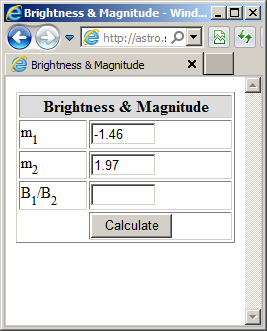 Brightness & Magnitude - Wind...
http://astro.s
Brightness & Magnitude
Brightness & Magnitude
m1
-1.46
m2
1.97
B1/B2
Calculate